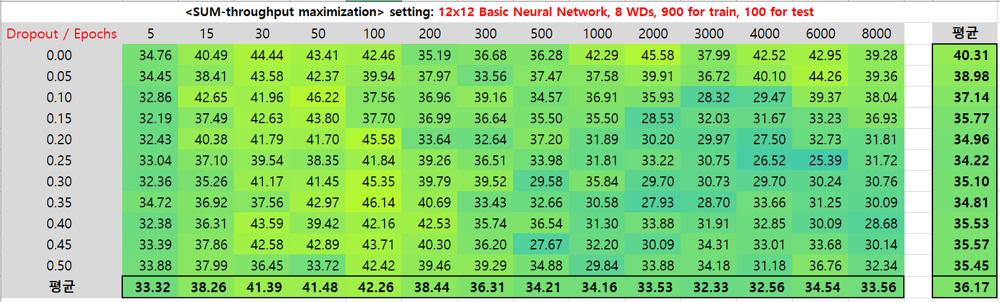 <SUM-throughput maximization> setting: 12x12 Basic Neural Network, 8 WDs, 900 for train, 100 for test
Dropout / Epochs 5 15 30 50 100 200 300 500 1000 2000 3000 4000 6000 8000 평균
0.00 34.76 40.49 44.44 43.41 42.46 35.19 36.68 36.28 42.29 45.58 37.99 42.52 42.95 39.28 40.31
0.05 34.45 38.41 43.58 42.37 39.94 37.97 33.56 37.47 37.58 39.91 36.72 40.10 44.26 39.36 38.98
0.10 32.86 42.65 41.96 46.22 37.56 36.96 39.16 34.57 36.91 35.93 28.32 29.47 39.37 38.04 37.14
0.15 32.19 37.49 42.63 43.80 37.70 36.99 36.64 35.50 35.50 28.53 32.03 31.67 33.23 36.93 35.77
0.20 32.43 40.38 41.79 41.70 45.58 33.64 32.64 37.20 31.89 30.20 29.97 27.50 32.73 31.81 34.96
0.25 33.04 37.10 39.54 38.35 41.84 39.26 36.51 33.98 31.81 33.22 30.75 26.52 25.39 31.72 34.22
0.30 32.36 35.26 41.17 41.45 45.35 39.79 39.52 29.58 35.84 29.70 30.73 29.70 30.24 30.76 35.10
0.35 34.72 36.92 37.56 42.97 46.14 40.69 33.43 32.66 30.58 27.93 28.70 33.66 31.25 30.09 34.81
0.40 32.38 36.31 43.59 39.42 42.16 42.53 35.74 36.54 31.30 33.88 31.91 32.85 30.09 28.68 35.53
0.45 33.39 37.86 42.58 42.89 43.71 40.30 36.20 27.67 32.20 30.09 34.31 33.01 33.68 30.14 35.57
0.50 33.88 37.99 36.45 33.72 42.42 39.46 39.29 34.88 29.84 33.88 34.18 31.18 36.76 32.34 35.45
평균 33.32 38.26 41.39 41.48 42.26 38.44 36.31 34.21 34.16 33.53 32.33 32.56 34.54 33.56 36.17